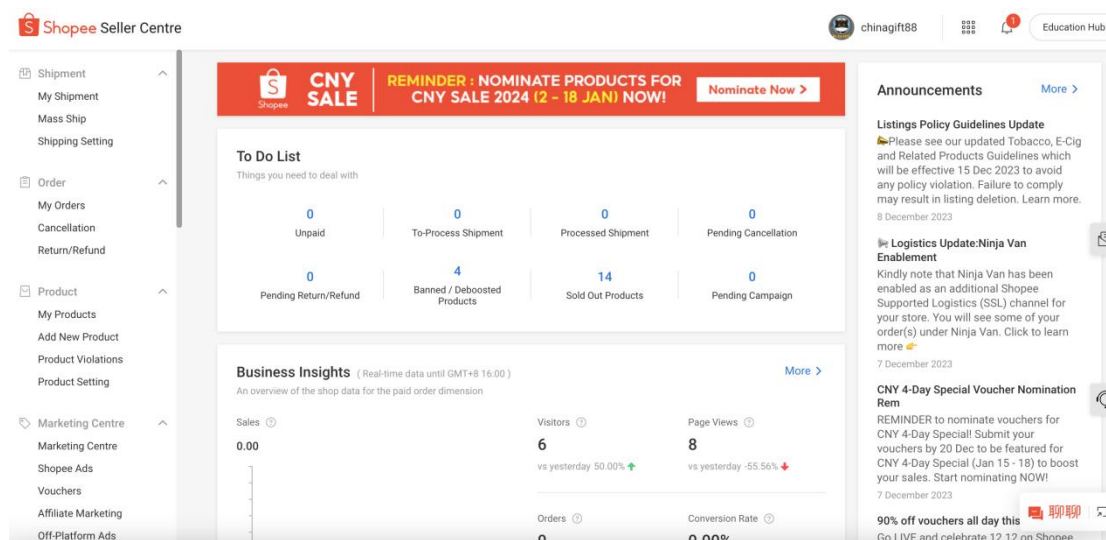 Shopee Seller Centre
chinagift88
1
Education Hub
Shipment
My Shipment
Mass Ship
Shipping Setting
Order
My Orders
Cancellation
Return/Refund
Product
My Products
Add New Product
Product Violations
Product Setting
Marketing Centre
Marketing Centre
Shopee Ads
Vouchers
Affiliate Marketing
Off-Platform Ads
Shopee
CNY
SALE
REMINDER : NOMINATE PRODUCTS FOR
CNY SALE 2024 (2 - 18 JAN) NOW!
Nominate Now >
To Do List
Things you need to deal with
0
Unpaid
0
To-Process Shipment
0
Processed Shipment
0
Pending Cancellation
0
Pending Return/Refund
4
Banned / Deboosted
Products
14
Sold Out Products
0
Pending Campaign
Business Insights ( Real-time data until GMT+8 16:00 )
More >
An overview of the shop data for the paid order dimension
Sales
0.00
Visitors
6
vs yesterday 50.00%
Page Views
8
vs yesterday -55.56%
Orders
0
Conversion Rate
0.00%
Announcements
More >
Listings Policy Guidelines Update
Please see our updated Tobacco, E-Cig
and Related Products Guidelines which
will be effective 15 Dec 2023 to avoid
any policy violation. Failure to comply
may result in listing deletion. Learn more.
8 December 2023
Logistics Update:Ninja Van
Enablement
Kindly note that Ninja Van has been
enabled as an additional Shopee
Supported Logistics (SSL) channel for
your store. You will see some of your
order(s) under Ninja Van. Click to learn
more
7 December 2023
CNY 4-Day Special Voucher Nomination
Rem
REMINDER to nominate vouchers for
CNY 4-Day Special! Submit your
vouchers by 20 Dec to be featured for
CNY 4-Day Special (Jan 15 - 18) to boost
your sales. Start nominating NOW!
7 December 2023
90% off vouchers all day this
Go LIVE and celebrate 12.12 on Shopee
聊聊